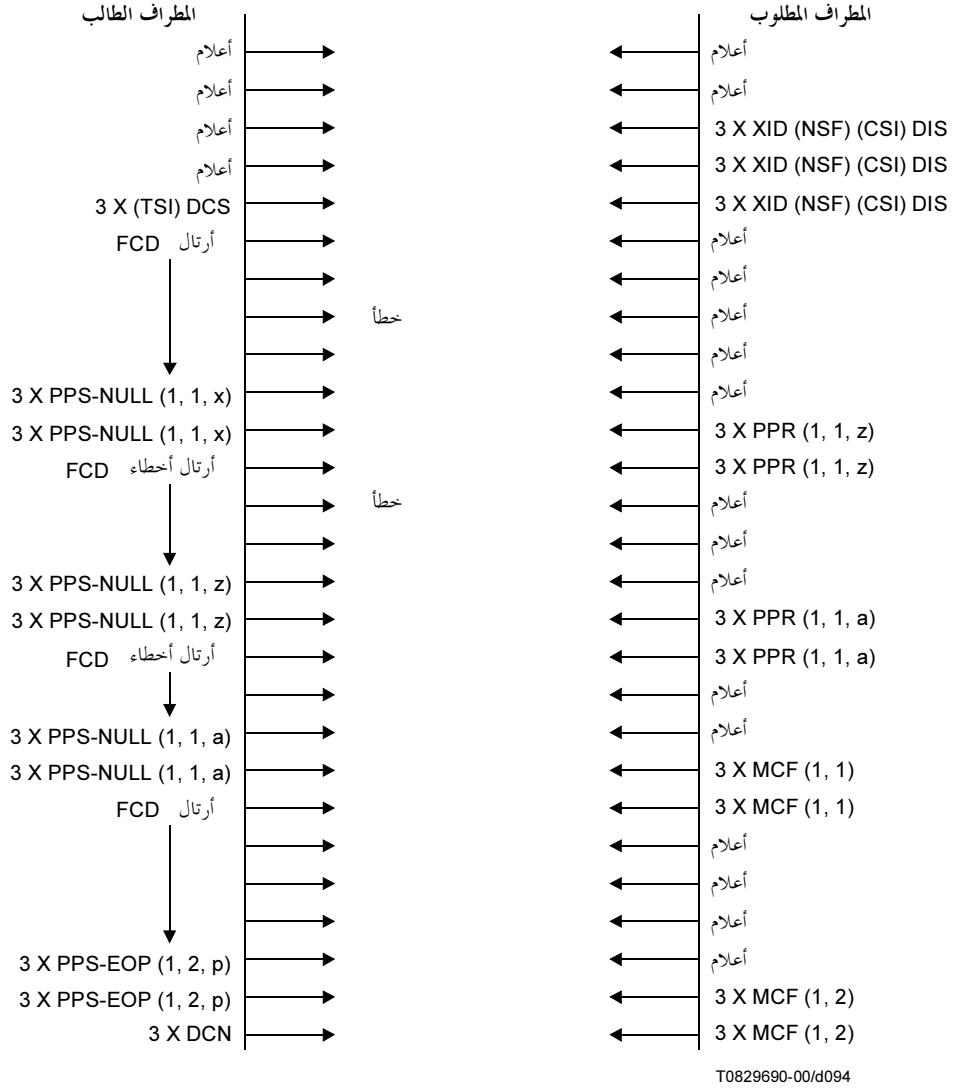 المطراف الطالب المطراف المطلوب
أعلام أعلام
أعلام أعلام
أعلام 3 X XID (NSF) (CSI) DIS
أعلام 3 X XID (NSF) (CSI) DIS
3 X (TSI) DCS 3 X XID (NSF) (CSI) DIS
أرتال FCD أعلام
أعلام
خطأ أعلام
أعلام
3 X PPS-NULL (1, 1, x) أعلام
3 X PPS-NULL (1, 1, x) 3 X PPR (1, 1, z)
أرتال أخطاء FCD 3 X PPR (1, 1, z)
خطأ أعلام
أعلام
3 X PPS-NULL (1, 1, z) أعلام
3 X PPS-NULL (1, 1, z) 3 X PPR (1, 1, a)
أرتال أخطاء FCD 3 X PPR (1, 1, a)
أعلام
3 X PPS-NULL (1, 1, a) أعلام
3 X PPS-NULL (1, 1, a) 3 X MCF (1, 1)
أرتال FCD 3 X MCF (1, 1)
أعلام
أعلام
أعلام
3 X PPS-EOP (1, 2, p) أعلام
3 X PPS-EOP (1, 2, p) 3 X MCF (1, 2)
3 X DCN 3 X MCF (1, 2)
T0829690-00/d094